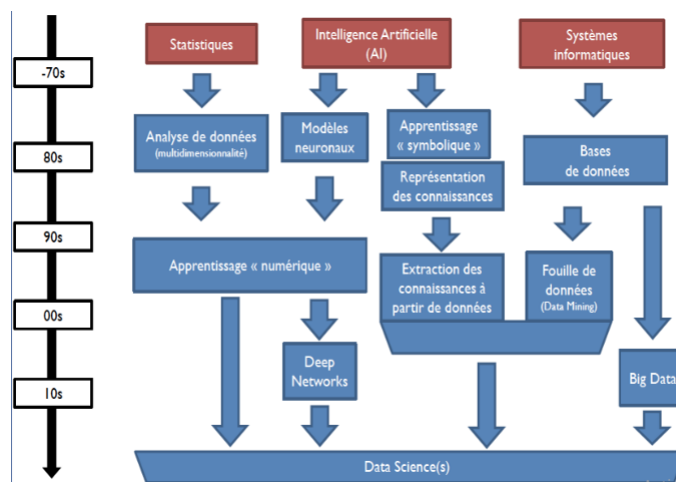 Statistiques
Intelligence Artificielle
(AI)
Systèmes
informatiques
-70s
Analyse de données
(multidimensionnalité)
Modèles
neuronaux
Apprentissage
« symbolique »
Bases
de données
80s
Représentation
des connaissances
90s
Apprentissage « numérique »
Extraction des
connaissances à
partir de données
Fouille de
données
(Data Mining)
00s
Deep
Networks
Big Data
10s
Data Science(s)